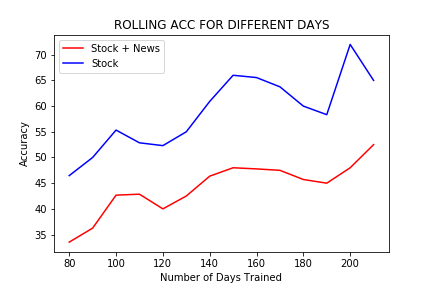 ROLLING ACC FOR DIFFERENT DAYS
Stock + News
Stock
Accuracy
70
65
60
55
50
45
40
35
80 100 120 140 160 180 200
Number of Days Trained